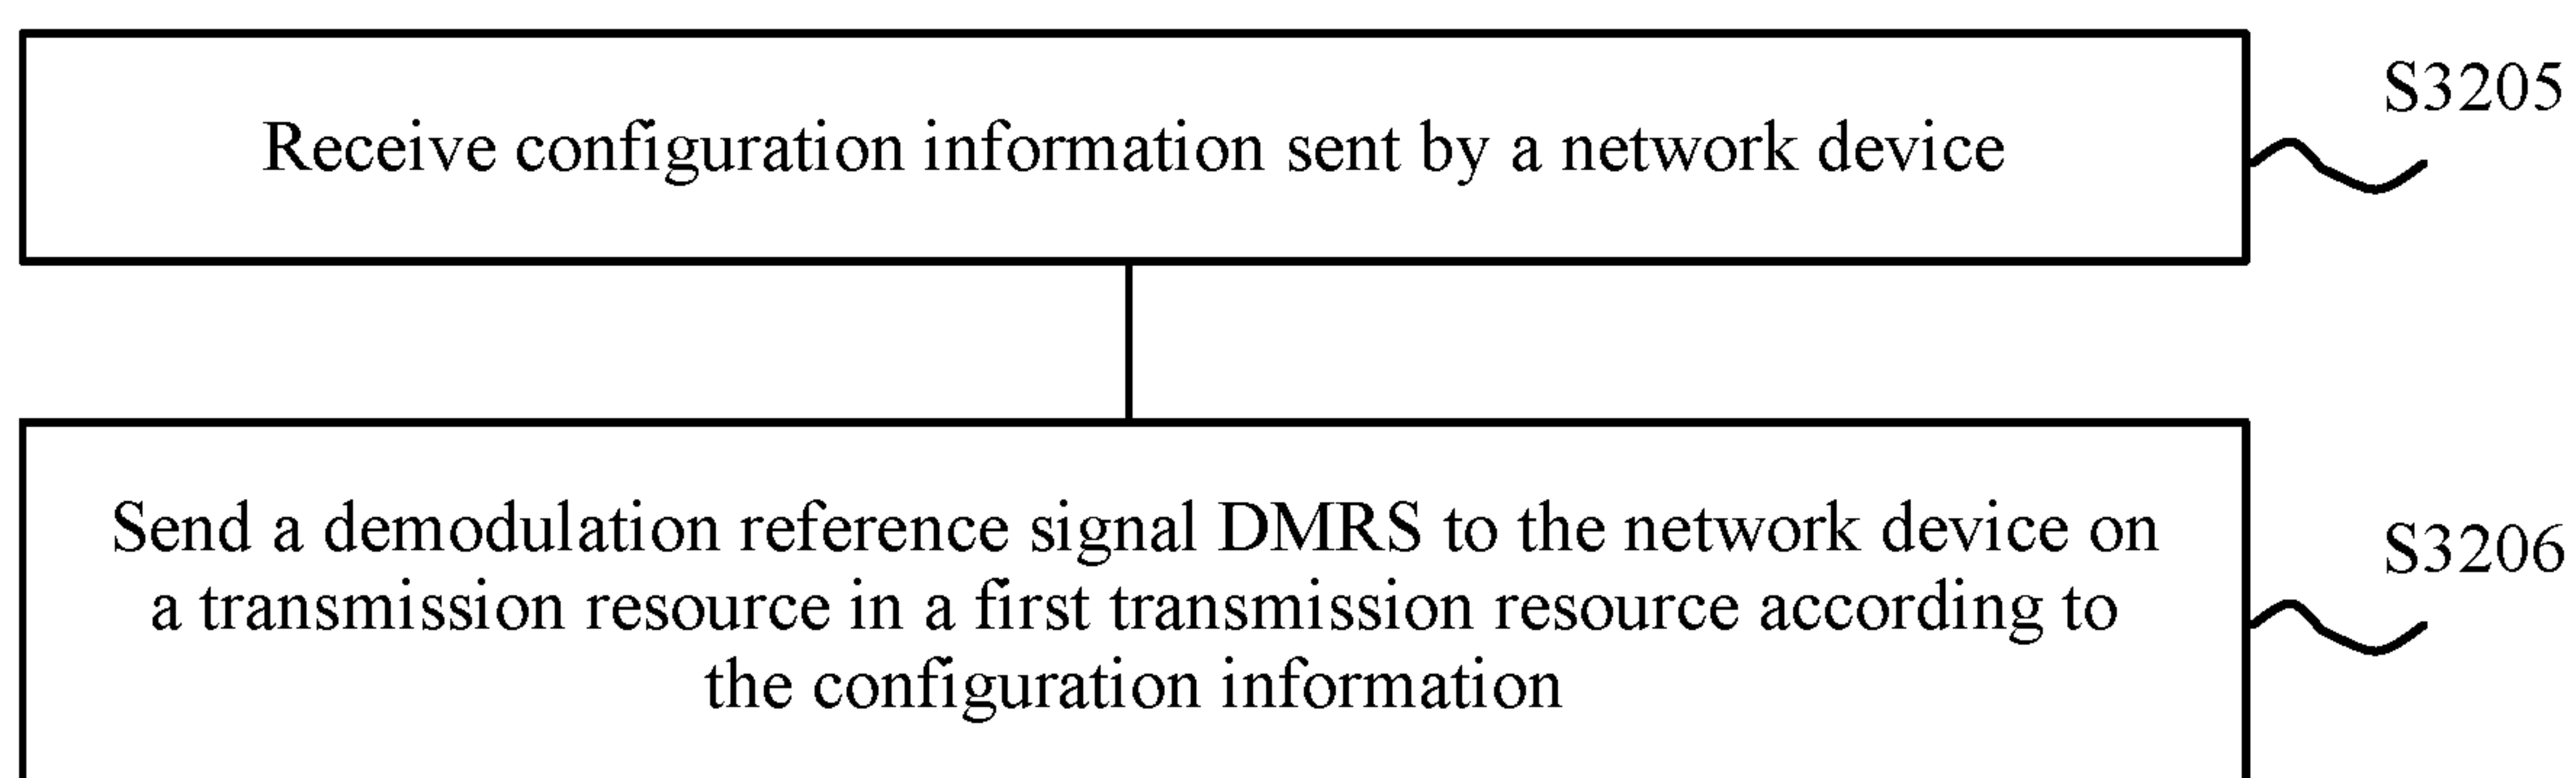 S3205
Receive configuration information sent by a network device
Send a demodulation reference signal DMRS to the network device on
a transmission resource in a first transmission resource according to
the configuration information
S3206